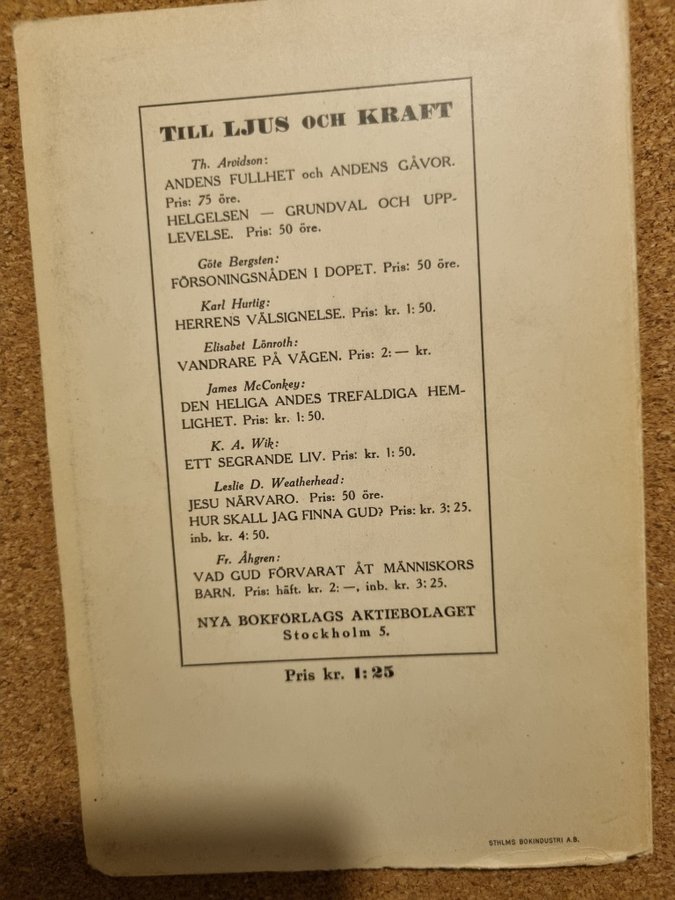 TILL LJUS OCH KRAFT
Th. Arvidson:
ANDENS FULLHET och ANDENS GÅVOR.
Pris: 75 öre.
HELGELSEN — GRUNDVAL OCH UPP-
LEVELSE. Pris: 50 öre.
Göte Bergsten:
FÖRSONINGSNÅDEN I DOPET. Pris: 50 öre.
Karl Hurtig:
HERRENS VÄLSIGNELSE. Pris: kr. 1: 50.
Elisabet Lönroth:
VANDRARE PÅ VÄGEN. Pris: 2: — kr.
James McConkey:
DEN HELIGA ANDES TREFALDIGA HEM-
LIGHET. Pris: kr. 1: 50.
K. A. Wik:
ETT SEGRANDE LIV. Pris: kr. 1: 50.
Leslie D. Weatherhead:
JESU NÄRVARO. Pris: 50 öre.
HUR SKALL JAG FINNA GUD? Pris: kr. 3: 25.
inb. kr. 4: 50.
Fr. Åhgren:
VAD GUD FÖRVARAT ÅT MÄNNISKORS
BARN. Pris: häft. kr. 2: —, inb. kr. 3: 25.
NYA BOKFÖRLAGS AKTIEBOLAGET
Stockholm 5.
Pris kr. 1: 25
STHLMS BOKINDUSTRI A.B.